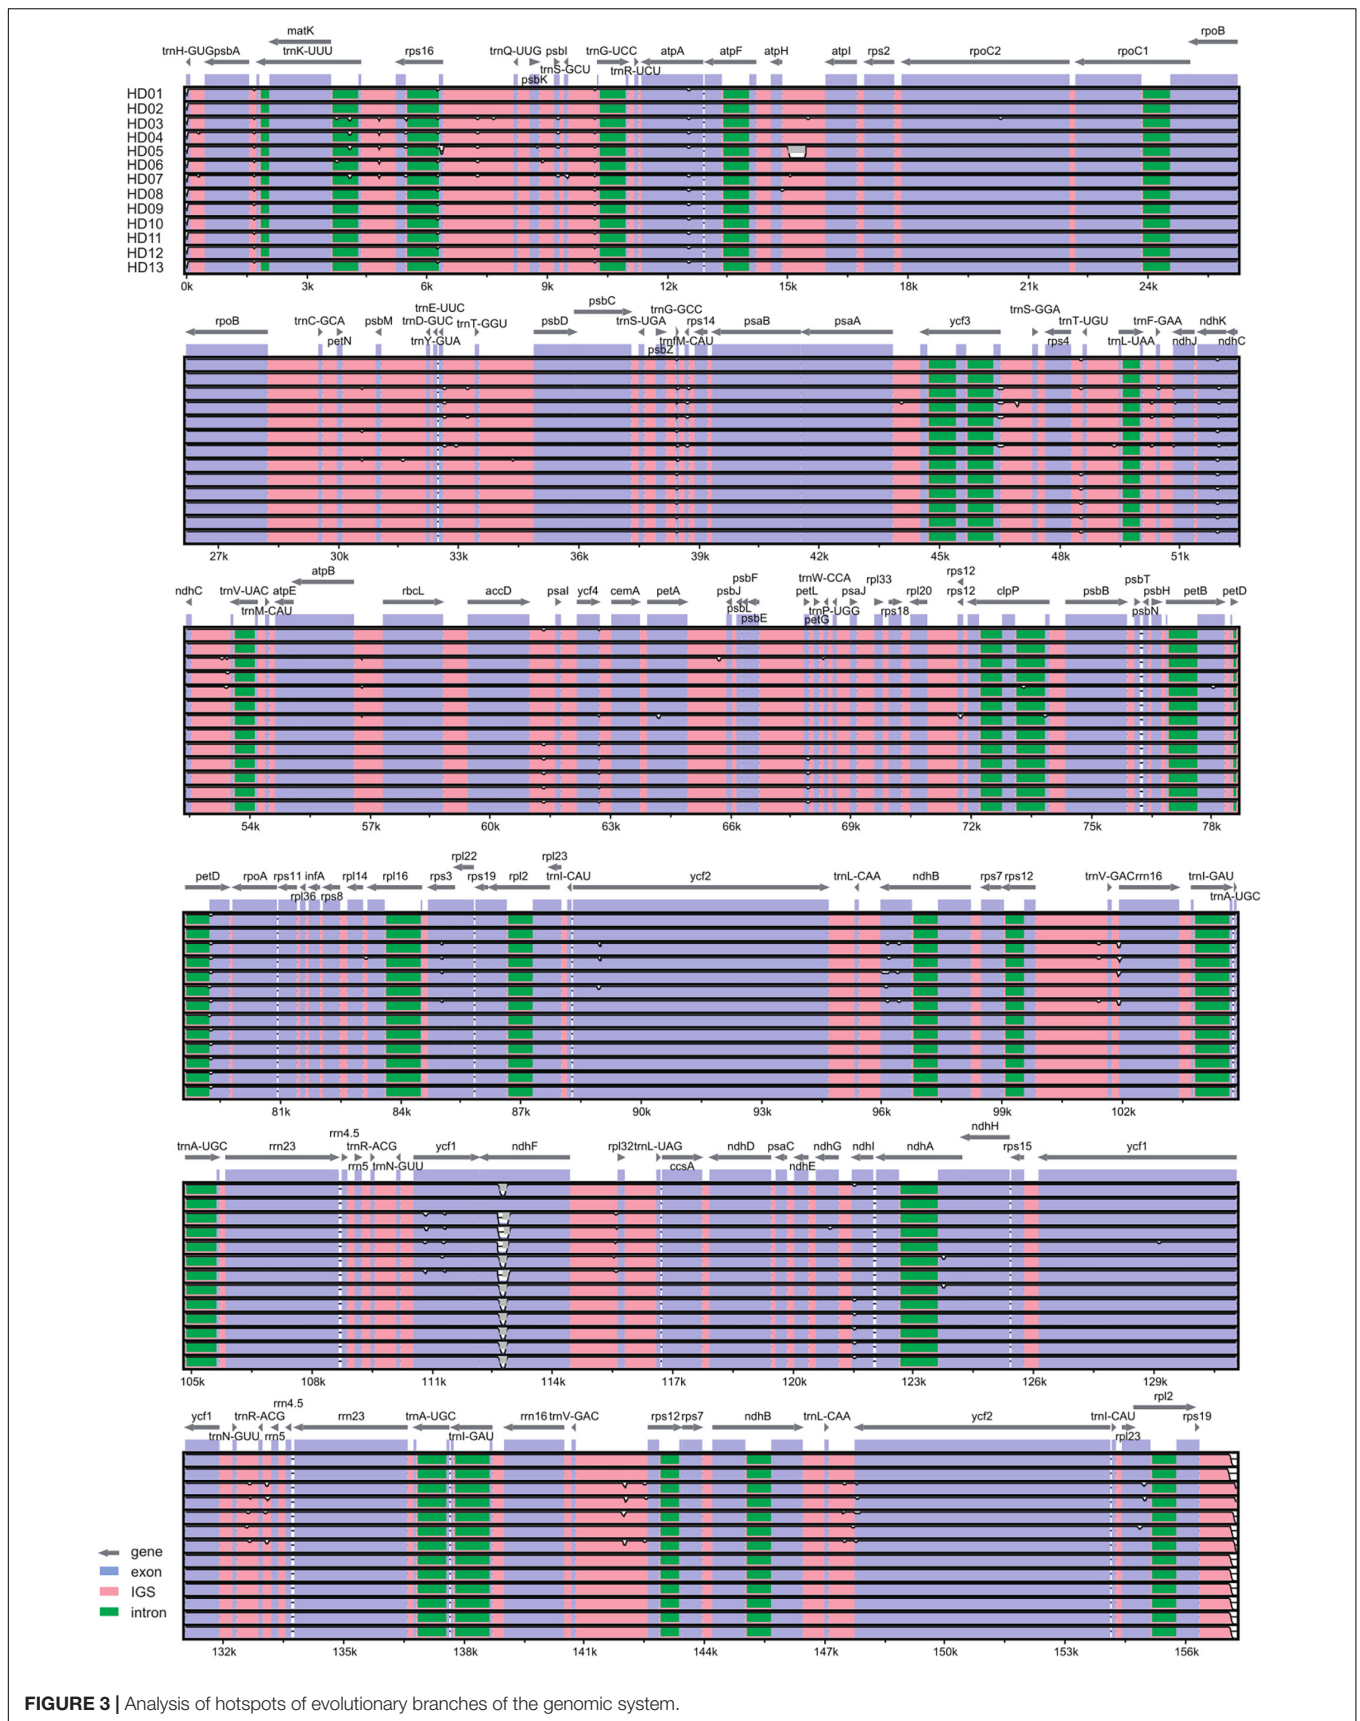 matK rpoB
trnH-GUG psbA trnK-UUU rps16 trnQ-UUG psbI trnG-UCC atpA atpF atpH atpI rps2 rpoC2 rpoC1
trnS-GCU trnR-UCU
psbK
HD01
HD02
HD03
HD04
HD05
HD06
HD07
HD08
HD09
HD10
HD11
HD12
HD13
0k 3k 6k 9k 12k 15k 18k 21k 24k
psbC
trnE-UUC trnG-GCC trnS-GGA
rpoB trnC-GCA psbM trnD-GUC trnT-GGU psbD trnS-UGA rps14 psaB psaA ycf3 trnT-UGU trnF-GAA ndhK
petN trnY-GUA trnfM-CAU rps4 trnL-UAA ndhJ ndhC
psbZ
27k 30k 33k 36k 39k 42k 45k 48k 51k
atpB psbF trnW-CCA rpl33 rps12 psbT
ndhC trnV-UAC atpE rbcL accD psaI ycf4 cemA petA psbJ petL psaJ rpl20 rps12 clpP psbB psbH petB petD
trnM-CAU psbL trnP-UGG rps18 psbN
psbE petG
54k 57k 60k 63k 66k 69k 72k 75k 78k
rpl22 rpl23
petD rpoA rps11 infA rpl14 rpl16 rps3 rps19 rpl2 trnI-CAU ycf2 trnL-CAA ndhB rps7 rps12 trnV-GAC rrn16 trnI-GAU
rpl36 rps8 trnA-UGC
81k 84k 87k 90k 93k 96k 99k 102k
rrn4.5 ndhH
trnA-UGC rrn23 trnR-ACG ycf1 ndhF rpl32 trnL-UAG ndhD psaC ndhG ndhI ndhA rps15 ycf1
rrn5 trnN-GUU ccsA ndhE
105k 108k 111k 114k 117k 120k 123k 126k 129k
rrn4.5 rpl2
ycf1 trnR-ACG rrn23 trnA-UGC rrn16 trnV-GAC rps12 rps7 ndhB trnL-CAA ycf2 trnI-CAU rps19
trnN-GUU rrn5 trnI-GAU rpl23
gene
exon
IGS
intron
132k 135k 138k 141k 144k 147k 150k 153k 156k
FIGURE 3 | Analysis of hotspots of evolutionary branches of the genomic system.